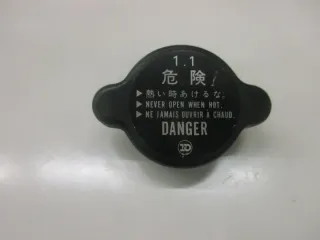 1.1
危険!
▶熱い時あけるな.
▶NEVER OPEN WHEN HOT.
▶NE JAMAIS OUVRIR À CHAUD.
DANGER